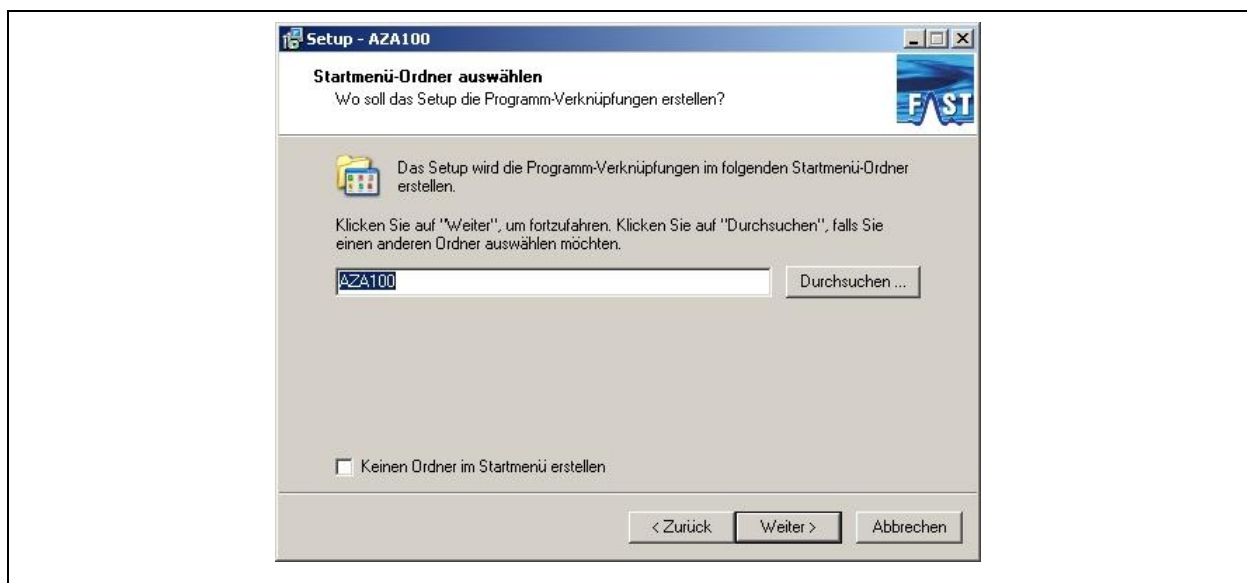 Setup - AZA100
Startmenü-Ordner auswählen
Wo soll das Setup die Programm-Verknüpfungen erstellen?
FAST
Das Setup wird die Programm-Verknüpfungen im folgenden Startmenü-Ordner
erstellen.
Klicken Sie auf "Weiter", um fortzufahren. Klicken Sie auf "Durchsuchen", falls Sie
einen anderen Ordner auswählen möchten.
AZA100
Durchsuchen ...
Keinen Ordner im Startmenü erstellen
< Zurück
Weiter >
Abbrechen